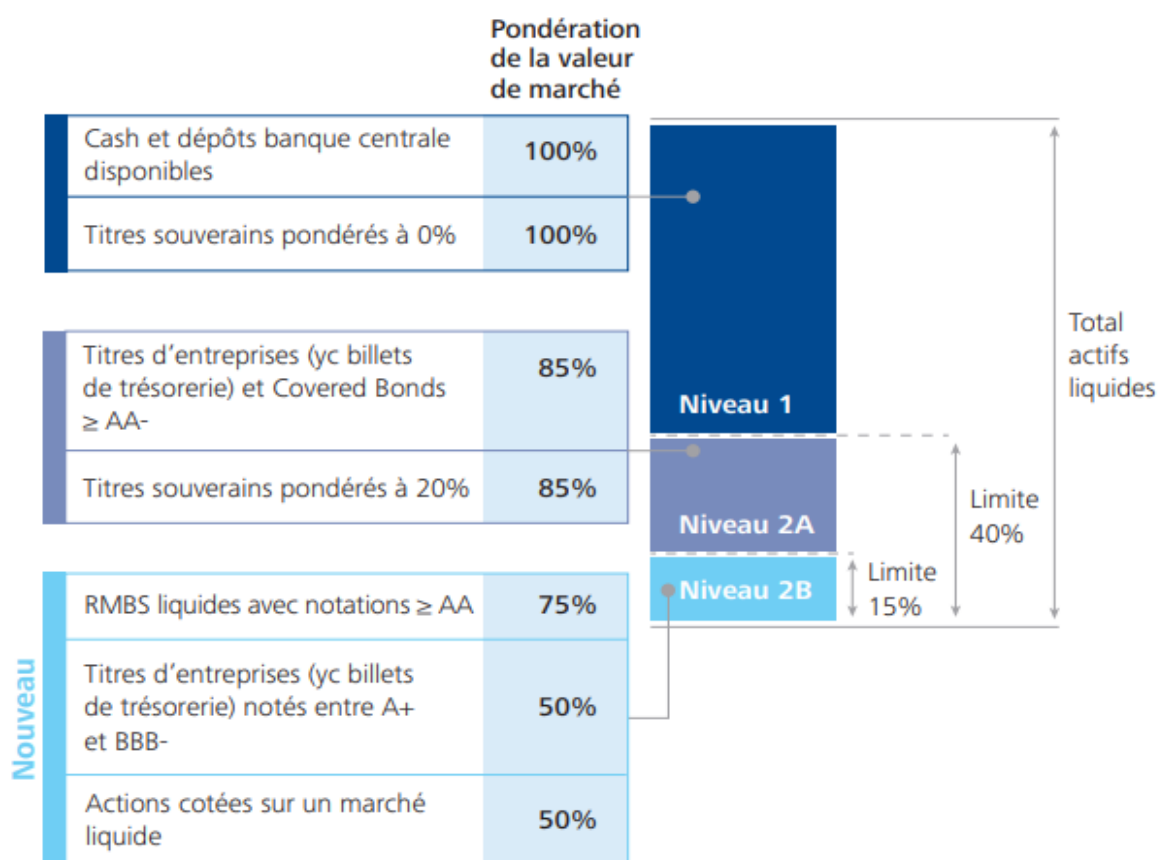 Pondération
de la valeur
de marché
Cash et dépôts banque centrale
disponibles
100%
Titres souverains pondérés à 0%
100%
Titres d'entreprises (yc billets
de trésorerie) et Covered Bonds
≥ AA-
85%
Titres souverains pondérés à 20%
85%
Nouveau
RMBS liquides avec notations ≥ AA
75%
Titres d'entreprises (yc billets
de trésorerie) notés entre A+
et BBB-
50%
Actions cotées sur un marché
liquide
50%
Niveau 1
Niveau 2A
Niveau 2B
Limite
15%
Limite
40%
Total
actifs
liquides